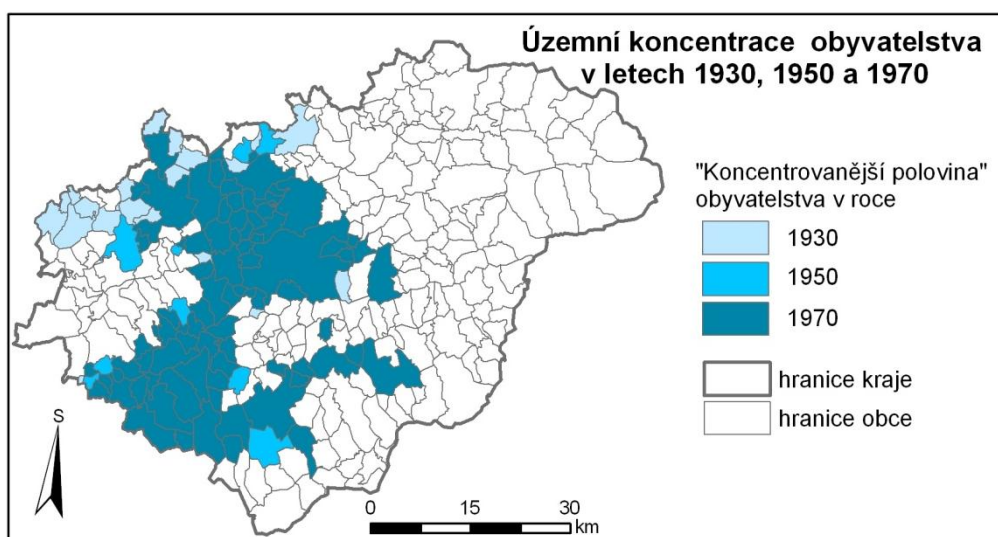 Územní koncentrace obyvatelstva
v letech 1930, 1950 a 1970
"Koncentrovanější polovina"
obyvatelstva v roce
1930
1950
1970
hranice kraje
hranice obce
S
0 15 30
km